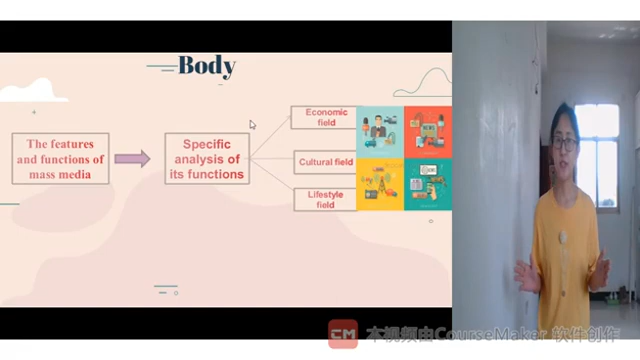 Body
The features
and functions of
mass media
Specific
analysis of
its functions
Economic
field
Cultural field
Lifestyle
field
NEWS
CM 本视频由CourseMaker 软件创作